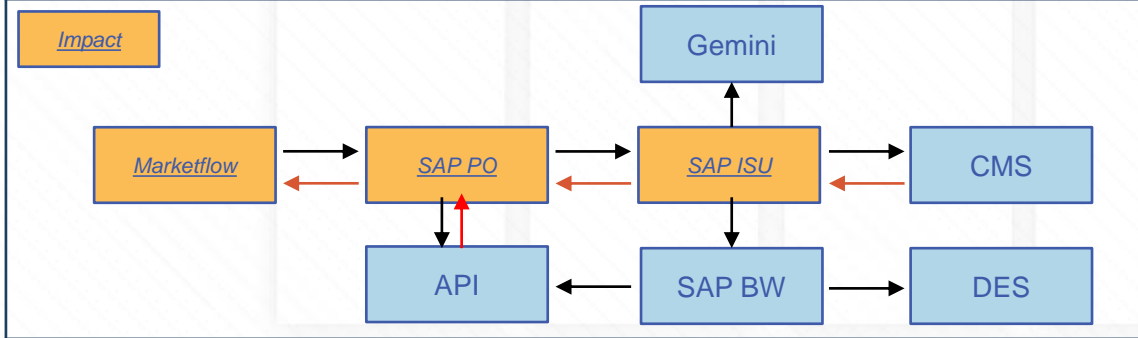 Impact
Gemini
Marketflow
SAP PO
SAP ISU
CMS
API
SAP BW
DES